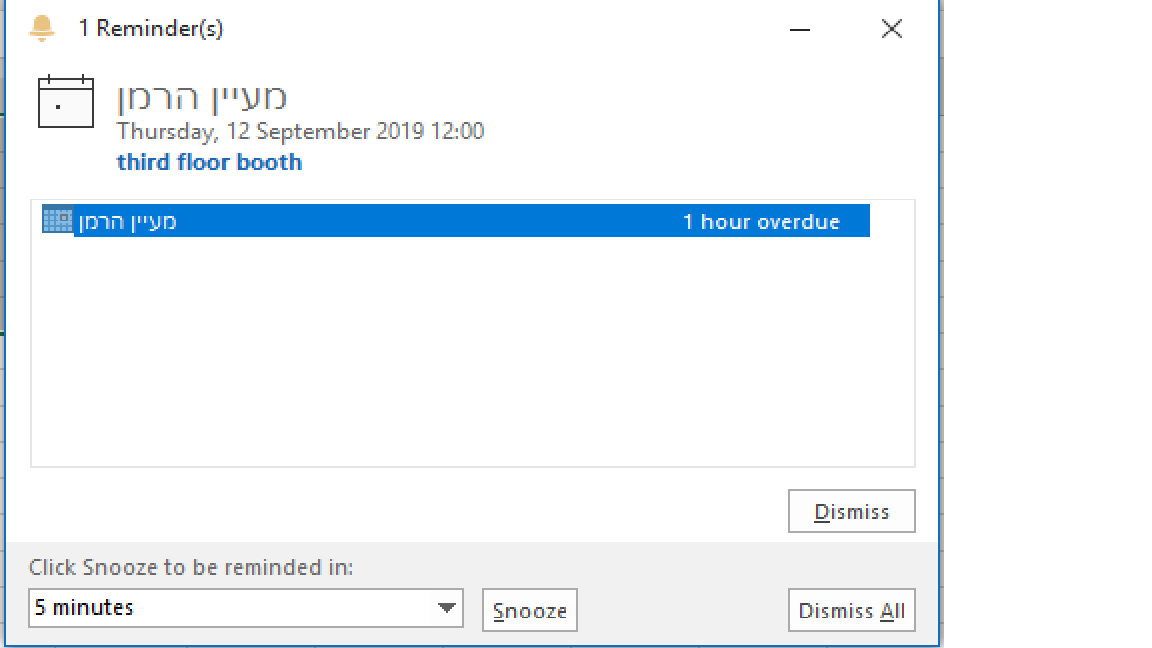 1 Reminder(s)
מעיין הרמן
Thursday, 12 September 2019 12:00
third floor booth
מעיין הרמן 1 hour overdue
Dismiss
Click Snooze to be reminded in:
5 minutes Snooze Dismiss All